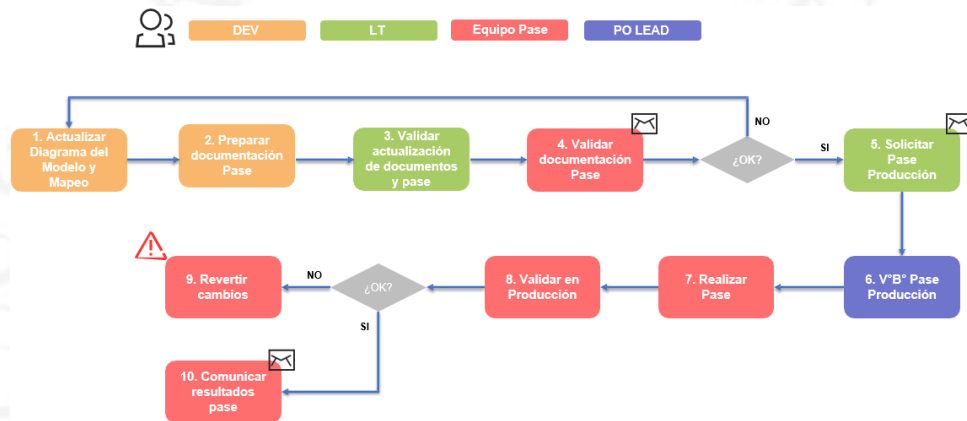 DEV
LT
Equipo Pase
PO LEAD
NO
1. Actualizar
Diagrama del
Modelo y
Mapeo
2. Preparar
documentación
Pase
3. Validar
actualización
de documentos
y pase
4. Validar
documentación
Pase
¿OK?
SI
5. Solicitar
Pase
Producción
6. V°B° Pase
Producción
7. Realizar
Pase
8. Validar en
Producción
¿OK?
NO
9. Revertir
cambios
SI
10. Comunicar
resultados
pase